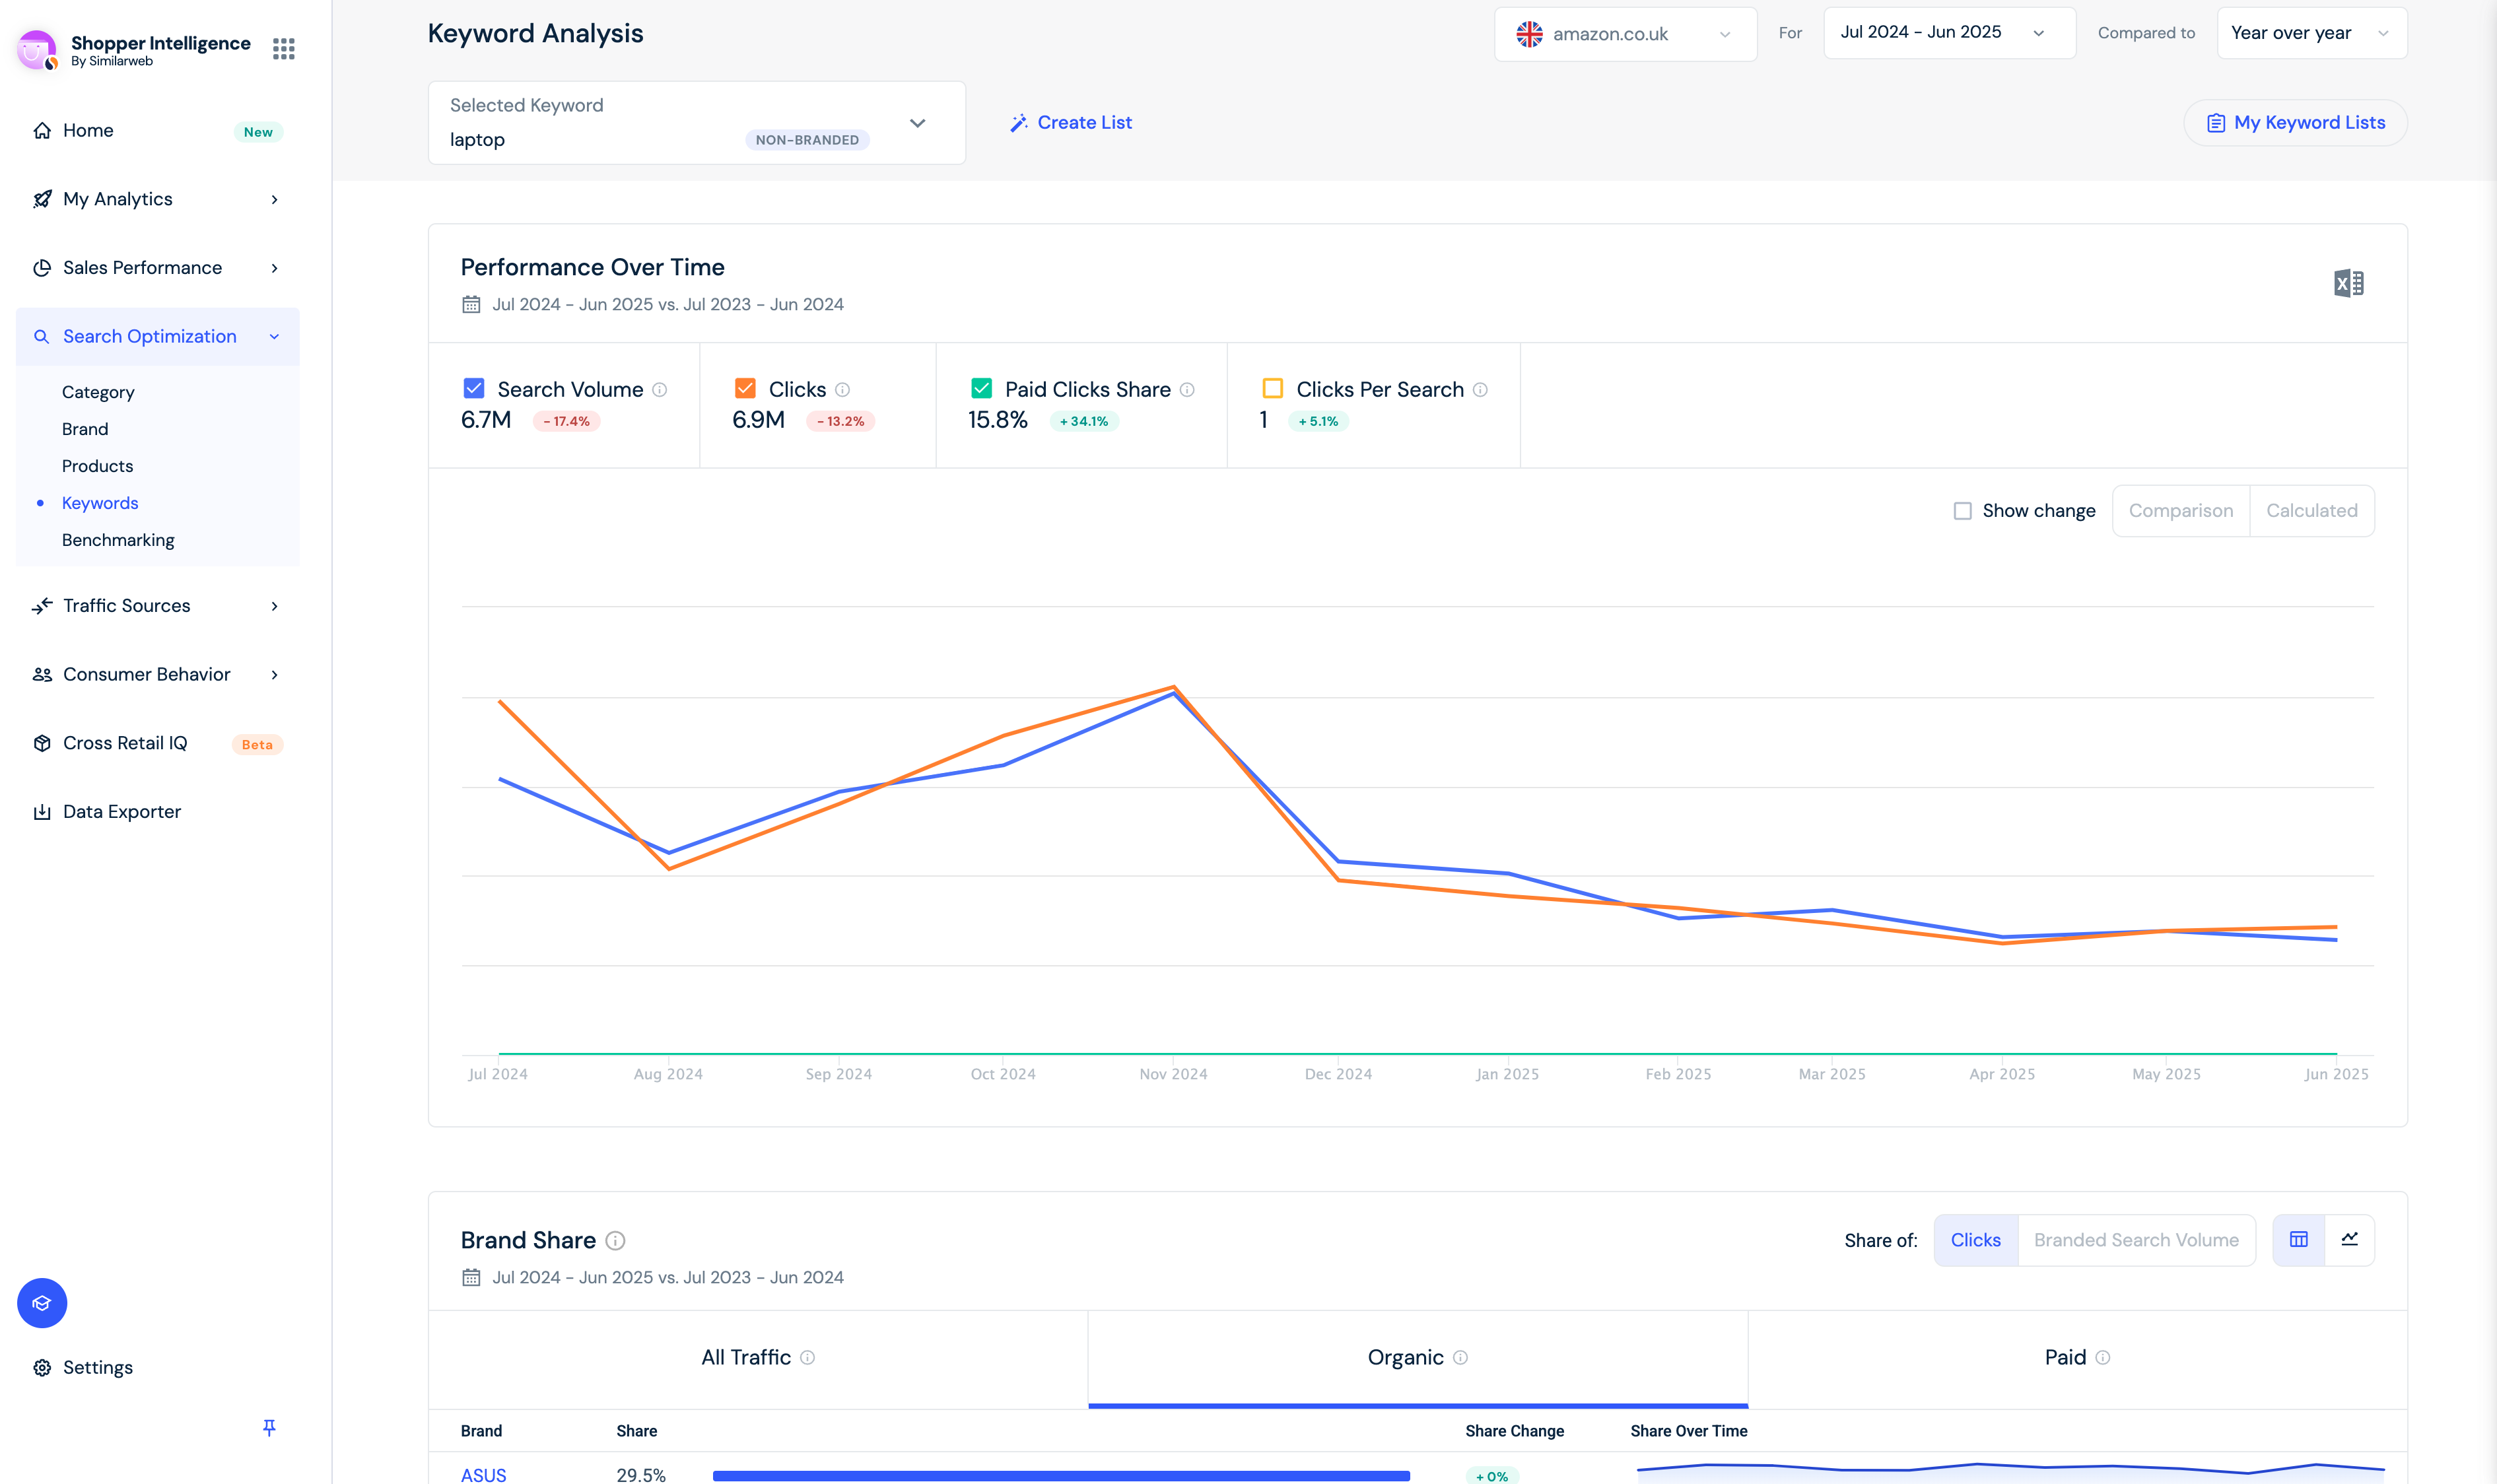 Shopper Intelligence
By Similarweb
Home
New
My Analytics
Sales Performance
Search Optimization
Category
Brand
Products
Keywords
Benchmarking
Traffic Sources
Consumer Behavior
Cross Retail IQ
Beta
Data Exporter
Settings
Keyword Analysis
amazon.co.uk
For
Jul 2024 - Jun 2025
Compared to
Year over year
Selected Keyword
laptop
NON-BRANDED
Create List
My Keyword Lists
Performance Over Time
Jul 2024 - Jun 2025 vs. Jul 2023 - Jun 2024
Search Volume
6.7M
- 17.4%
Clicks
6.9M
- 13.2%
Paid Clicks Share
15.8%
+ 34.1%
Clicks Per Search
1
+ 5.1%
Show change
Comparison
Calculated
Jul 2024
Aug 2024
Sep 2024
Oct 2024
Nov 2024
Dec 2024
Jan 2025
Feb 2025
Mar 2025
Apr 2025
May 2025
Jun 2025
Brand Share
Jul 2024 - Jun 2025 vs. Jul 2023 - Jun 2024
Share of:
Clicks
Branded Search Volume
All Traffic
Organic
Paid
Brand
Share
Share Change
Share Over Time
ASUS
29.5%
+ 0%